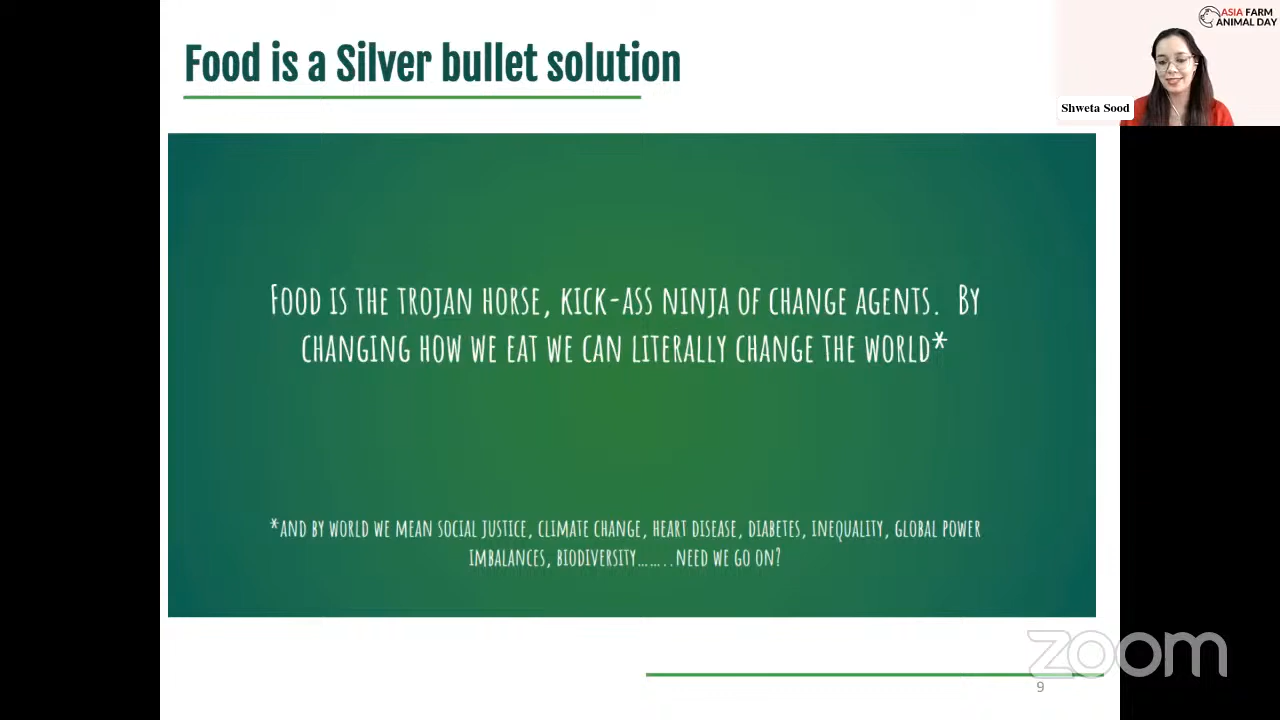 Food is a Silver bullet solution
ASIA FARM
ANIMAL DAY
Shweta Sood
FOOD IS THE TROJAN HORSE, KICK-ASS NINJA OF CHANGE AGENTS. BY
CHANGING HOW WE EAT WE CAN LITERALLY CHANGE THE WORLD*
*AND BY WORLD WE MEAN SOCIAL JUSTICE, CLIMATE CHANGE, HEART DISEASE, DIABETES, INEQUALITY, GLOBAL POWER
IMBALANCES, BIODIVERSITY........NEED WE GO ON?
zoom
9